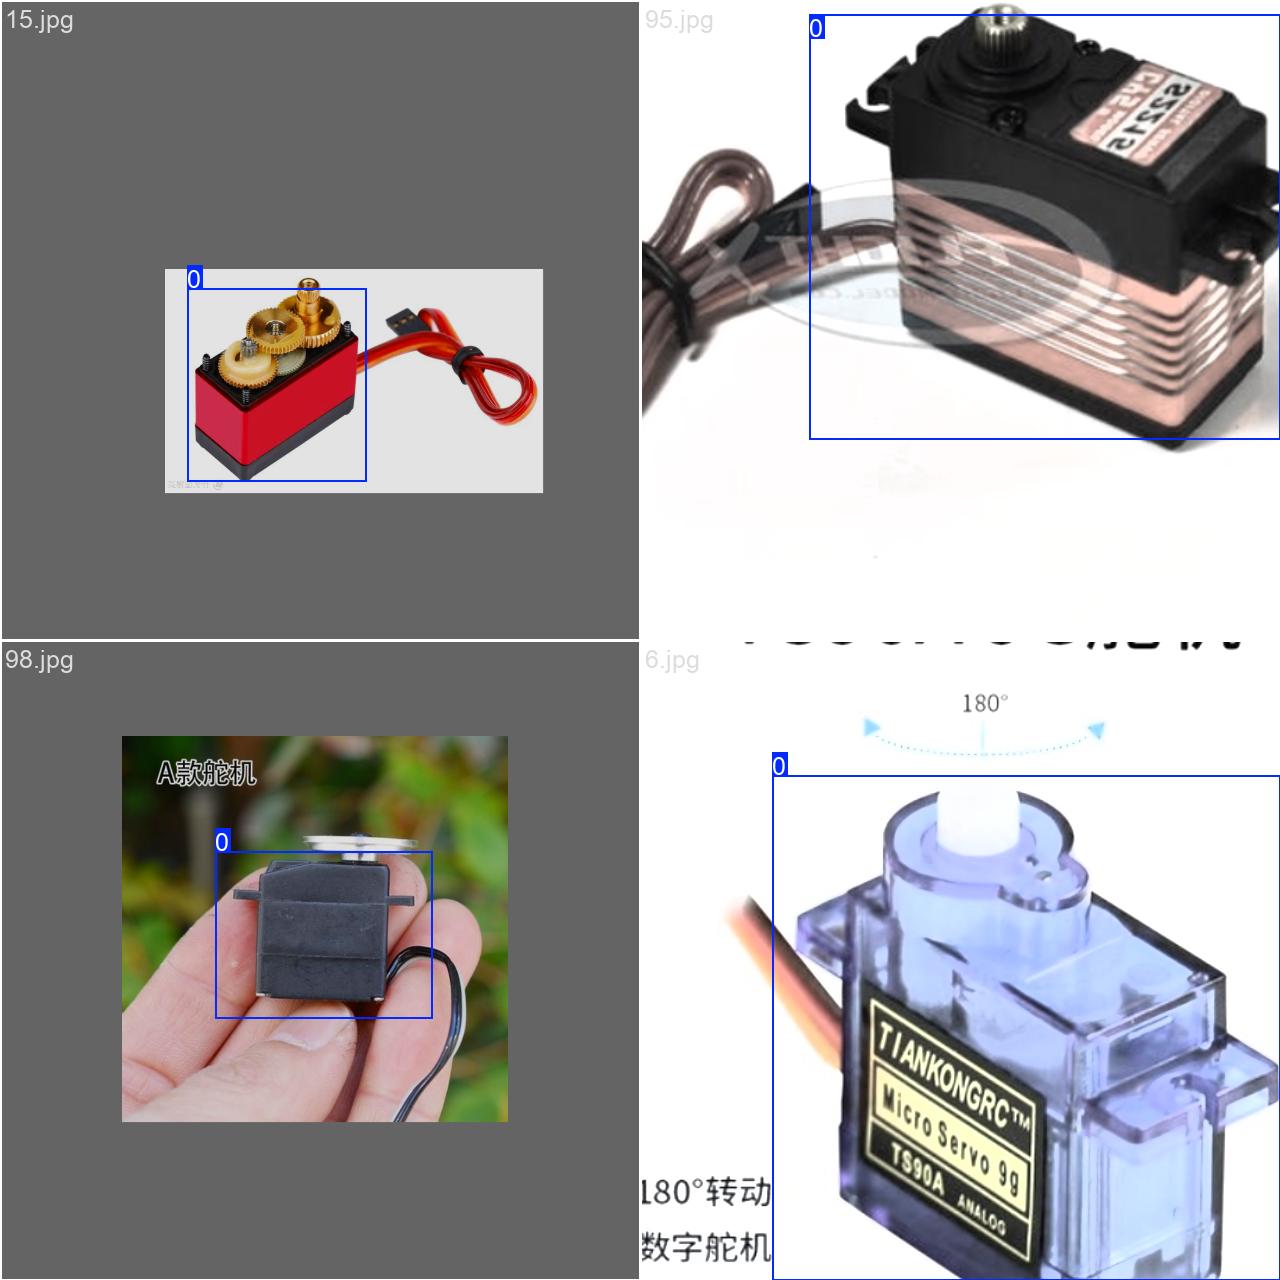 15.jpg
0
95.jpg
0
S2215
98.jpg
0
A款舵机
6.jpg
180°
0
TIANKONGRC™
Micro Servo 9g
TS90A ANALOG
180°转动
数字舵机